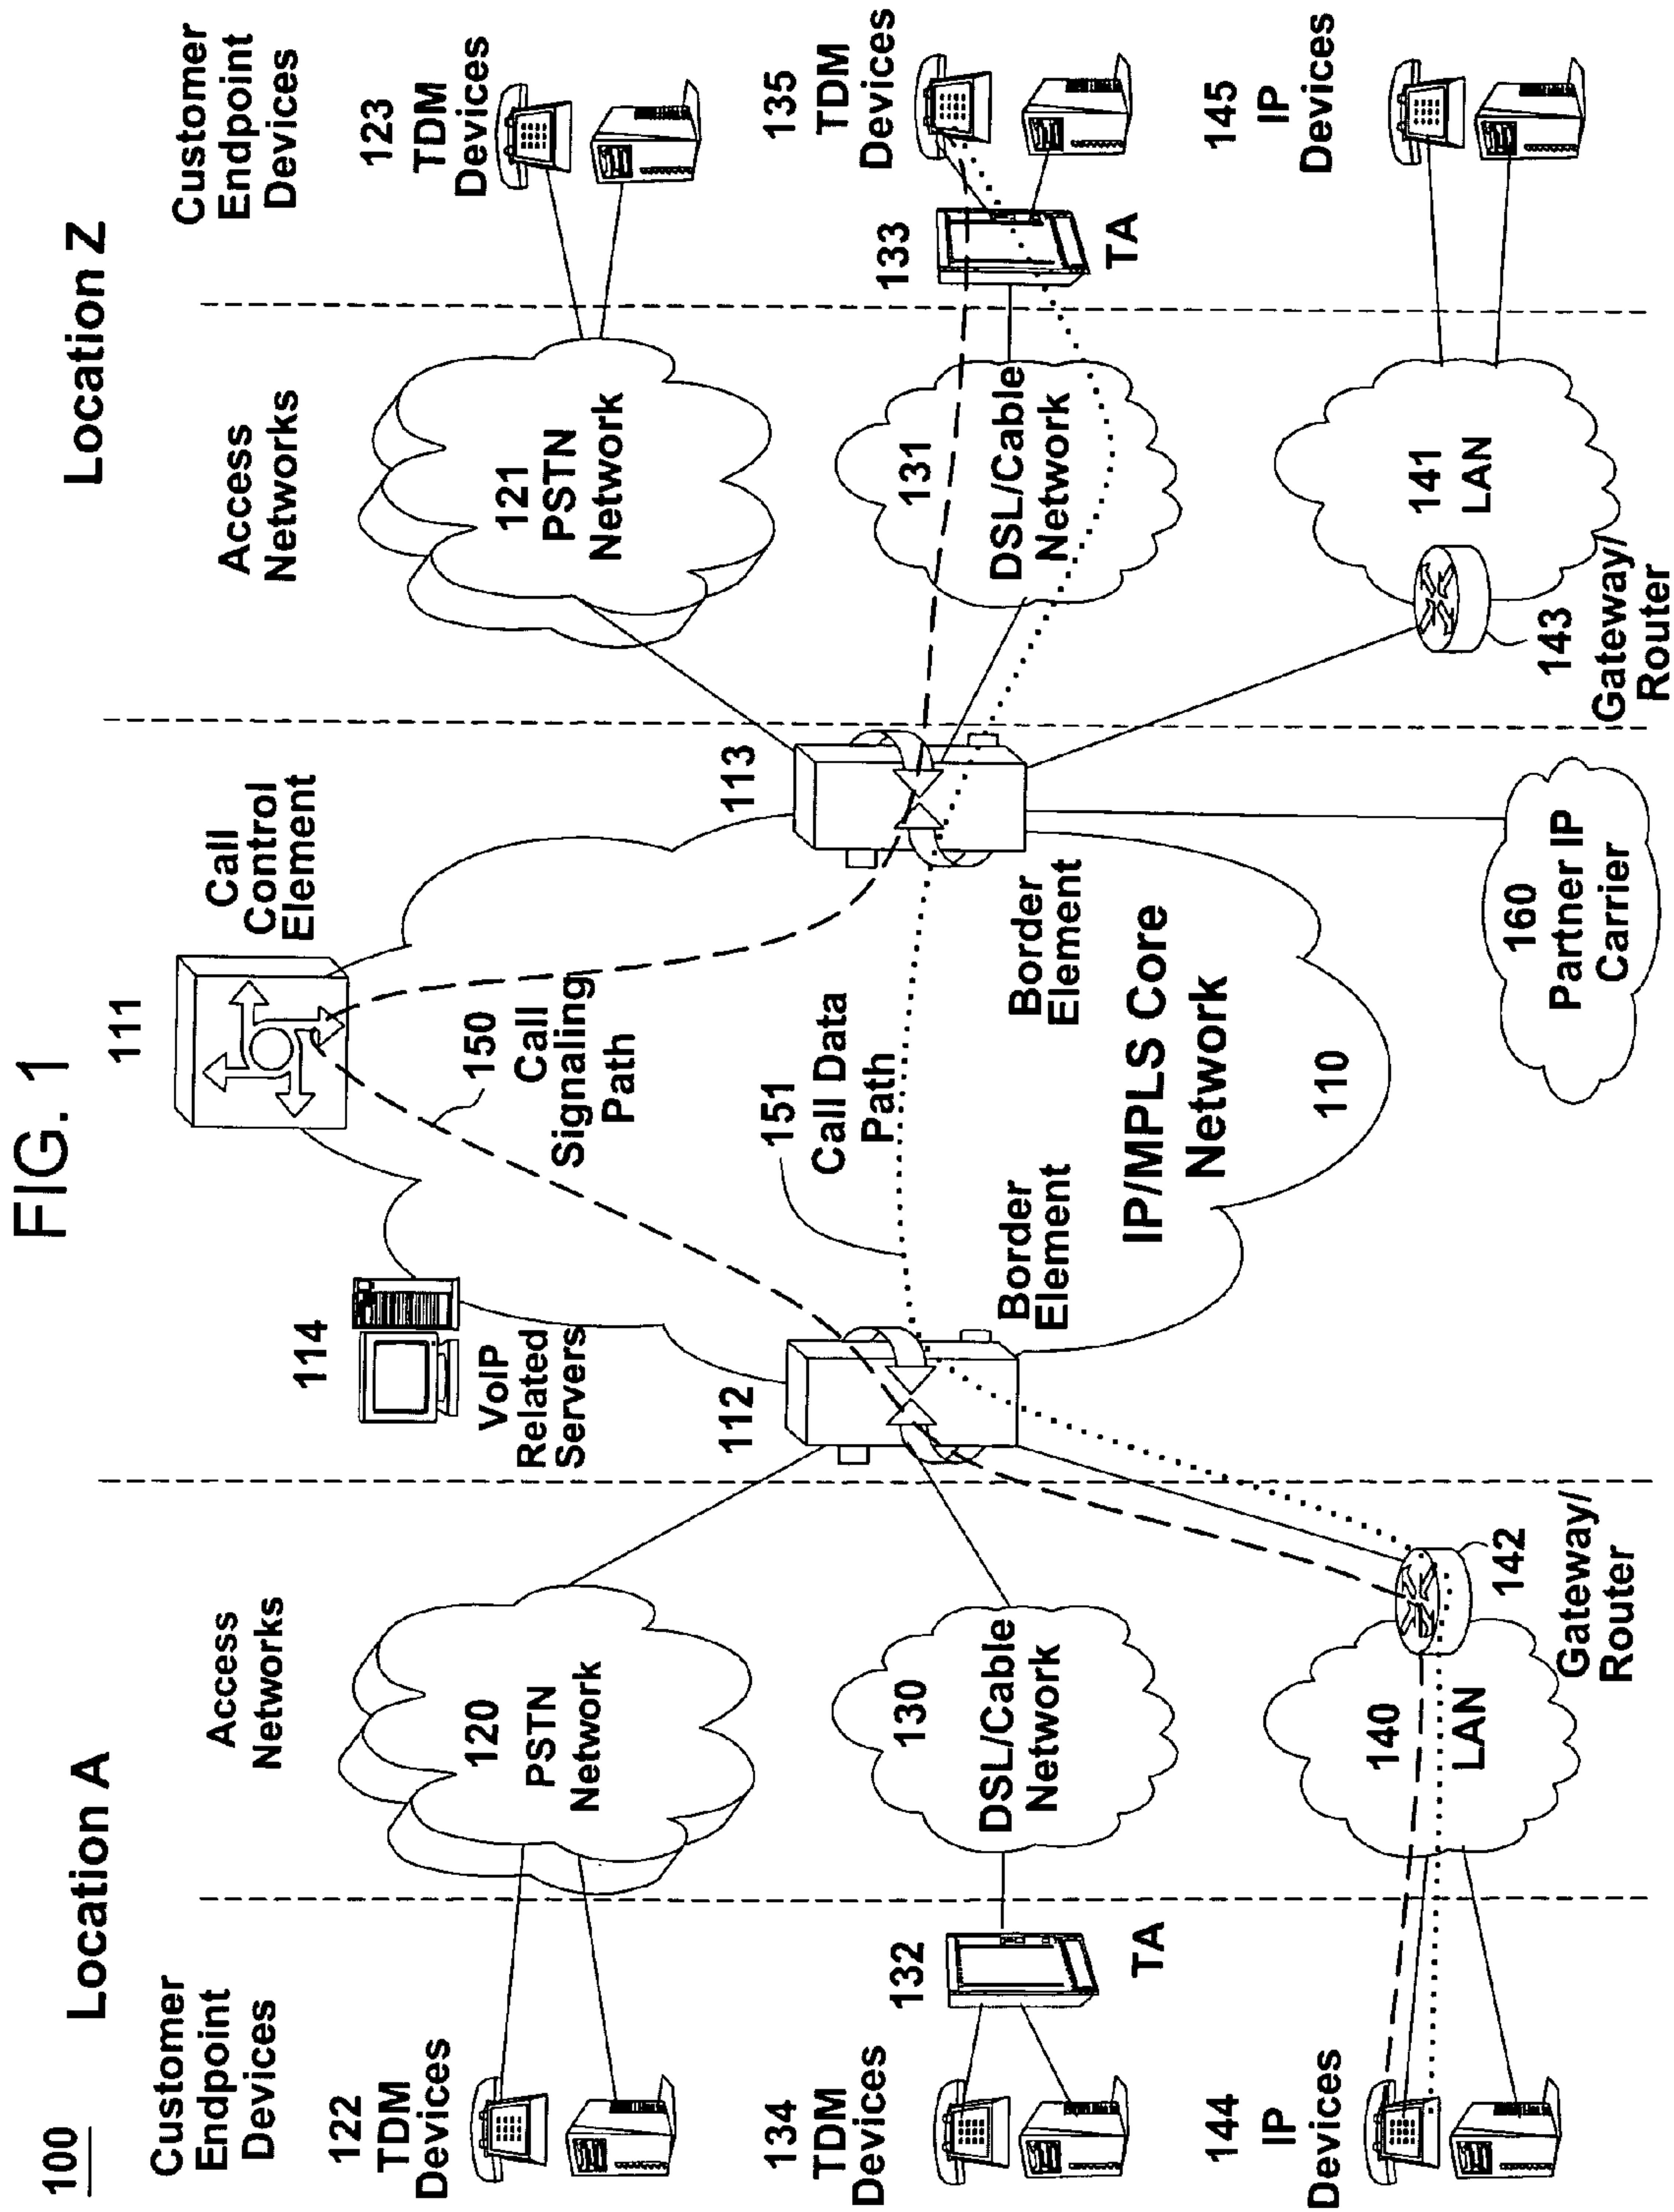 FIG. 1
100
Location A
Location Z
Customer
Endpoint
Devices
Access
Networks
111
Call
Control
Element
Access
Networks
Customer
Endpoint
Devices
122
TDM
Devices
120
PSTN
Network
114
VoIP
Related
Servers
150
Call
Signaling
Path
121
PSTN
Network
123
TDM
Devices
134
TDM
Devices
132
TA
130
DSL/Cable
Network
112
Border
Element
151
Call Data
Path
113
Border
Element
131
DSL/Cable
Network
133
TA
135
TDM
Devices
IP/MPLS Core
Network
110
144
IP
Devices
140
LAN
142
Gateway/
Router
160
Partner IP
Carrier
143
Gateway/
Router
141
LAN
145
IP
Devices